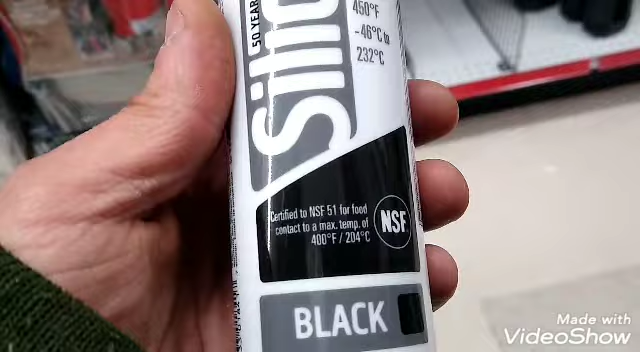 50 YEAR
Silic
450°F
-46°C to
232°C
Certified to NSF 51 for food
contact to a max. temp. of
400°F / 204°C
NSF
BLACK
Made with
VideoShow